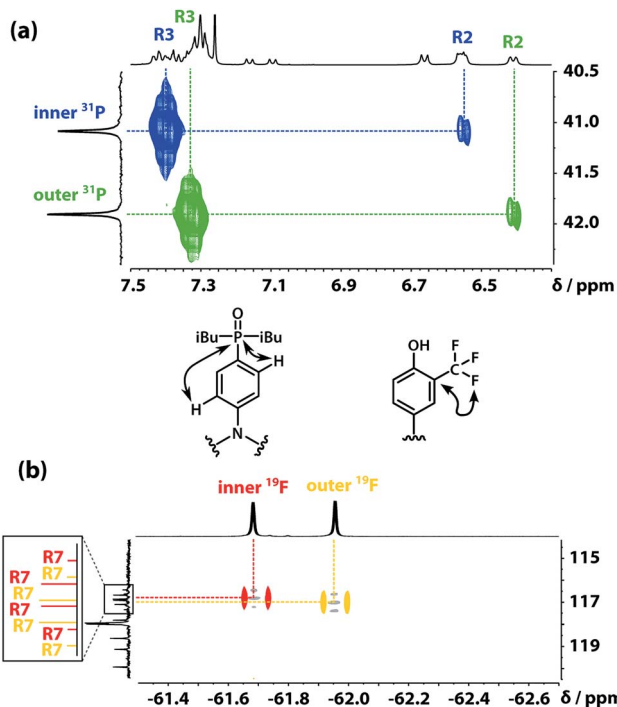 (a)
R3
R3
R2
R2
inner ³¹P
outer ³¹P
40.5
41.0
41.5
42.0
7.5 7.3 7.1 6.9 6.7 6.5 δ / ppm
O
iBu P iBu
H
H
N
OH
C
F
F
F
(b)
inner ¹⁹F outer ¹⁹F
R7
R7
R7
R7
R7
R7
R7
R7
115
117
119
-61.4 -61.6 -61.8 -62.0 -62.2 -62.4 -62.6 δ / ppm